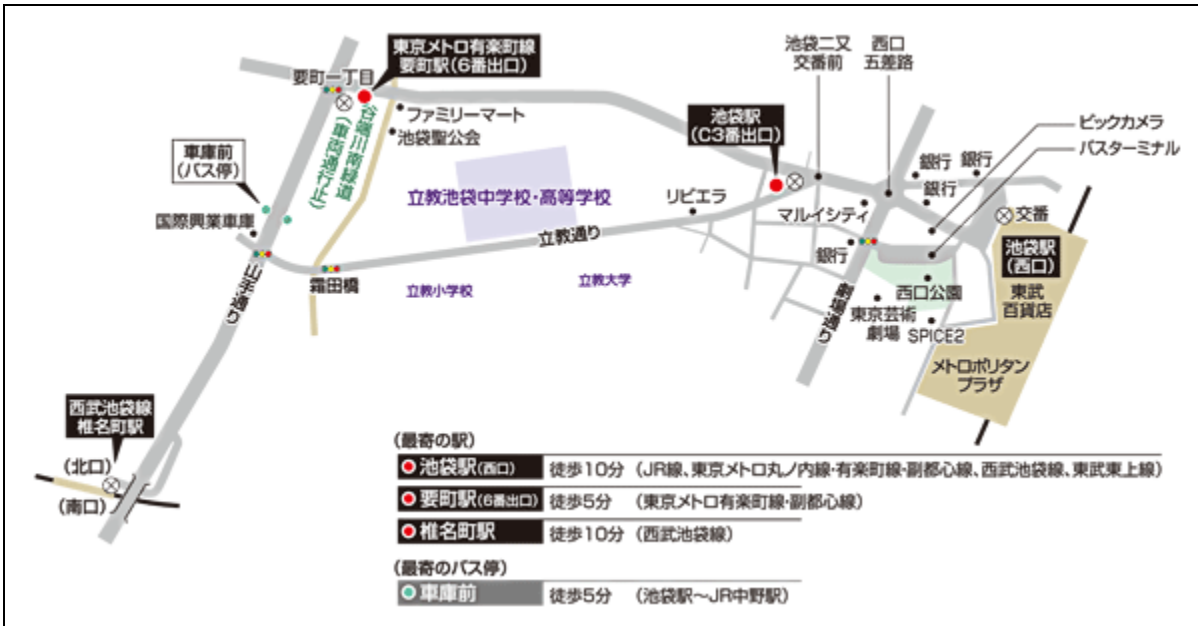 東京メトロ有楽町線
要町駅(6番出口)
要町一丁目
池袋二又
交番前
西口
五差路
ファミリーマート
池袋聖公会
谷端川南緑道
(車両通行止)
池袋駅
(C3番出口)
ビックカメラ
バスターミナル
車庫前
(バス停)
銀行
銀行
銀行
立教池袋中学校・高等学校
リビエラ
マルイシティ
交番
国際興業車庫
立教通り
銀行
池袋駅
(西口)
山手通り
霜田橋
立教小学校
立教大学
西口公園
東武
百貨店
劇場通り
東京芸術
劇場
SPICE2
メトロポリタン
プラザ
西武池袋線
椎名町駅
(北口)
(南口)
(最寄の駅)
池袋駅(西口) 徒歩10分 (JR線、東京メトロ丸ノ内線・有楽町線・副都心線、西武池袋線、東武東上線)
要町駅(6番出口) 徒歩5分 (東京メトロ有楽町線・副都心線)
椎名町駅 徒歩10分 (西武池袋線)
(最寄のバス停)
車庫前 徒歩5分 (池袋駅～JR中野駅)